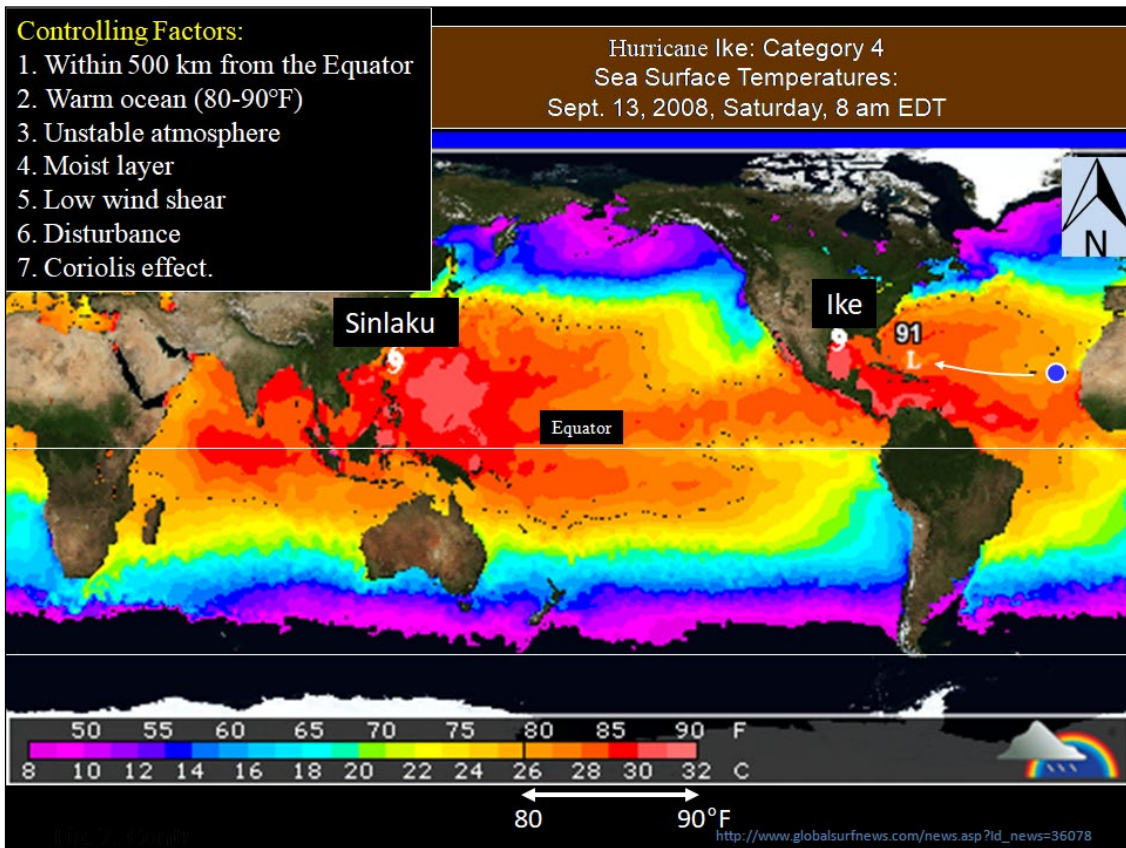 Controlling Factors:
1. Within 500 km from the Equator
2. Warm ocean (80-90°F)
3. Unstable atmosphere
4. Moist layer
5. Low wind shear
6. Disturbance
7. Coriolis effect.
Hurricane Ike: Category 4
Sea Surface Temperatures:
Sept. 13, 2008, Saturday, 8 am EDT
N
Sinlaku
Ike
91
L
Equator
50 55 60 65 70 75 80 85 90 F
8 10 12 14 16 18 20 22 24 26 28 30 32 C
80 90°F
http://www.globalsurfnews.com/news.asp?Id_news=36078